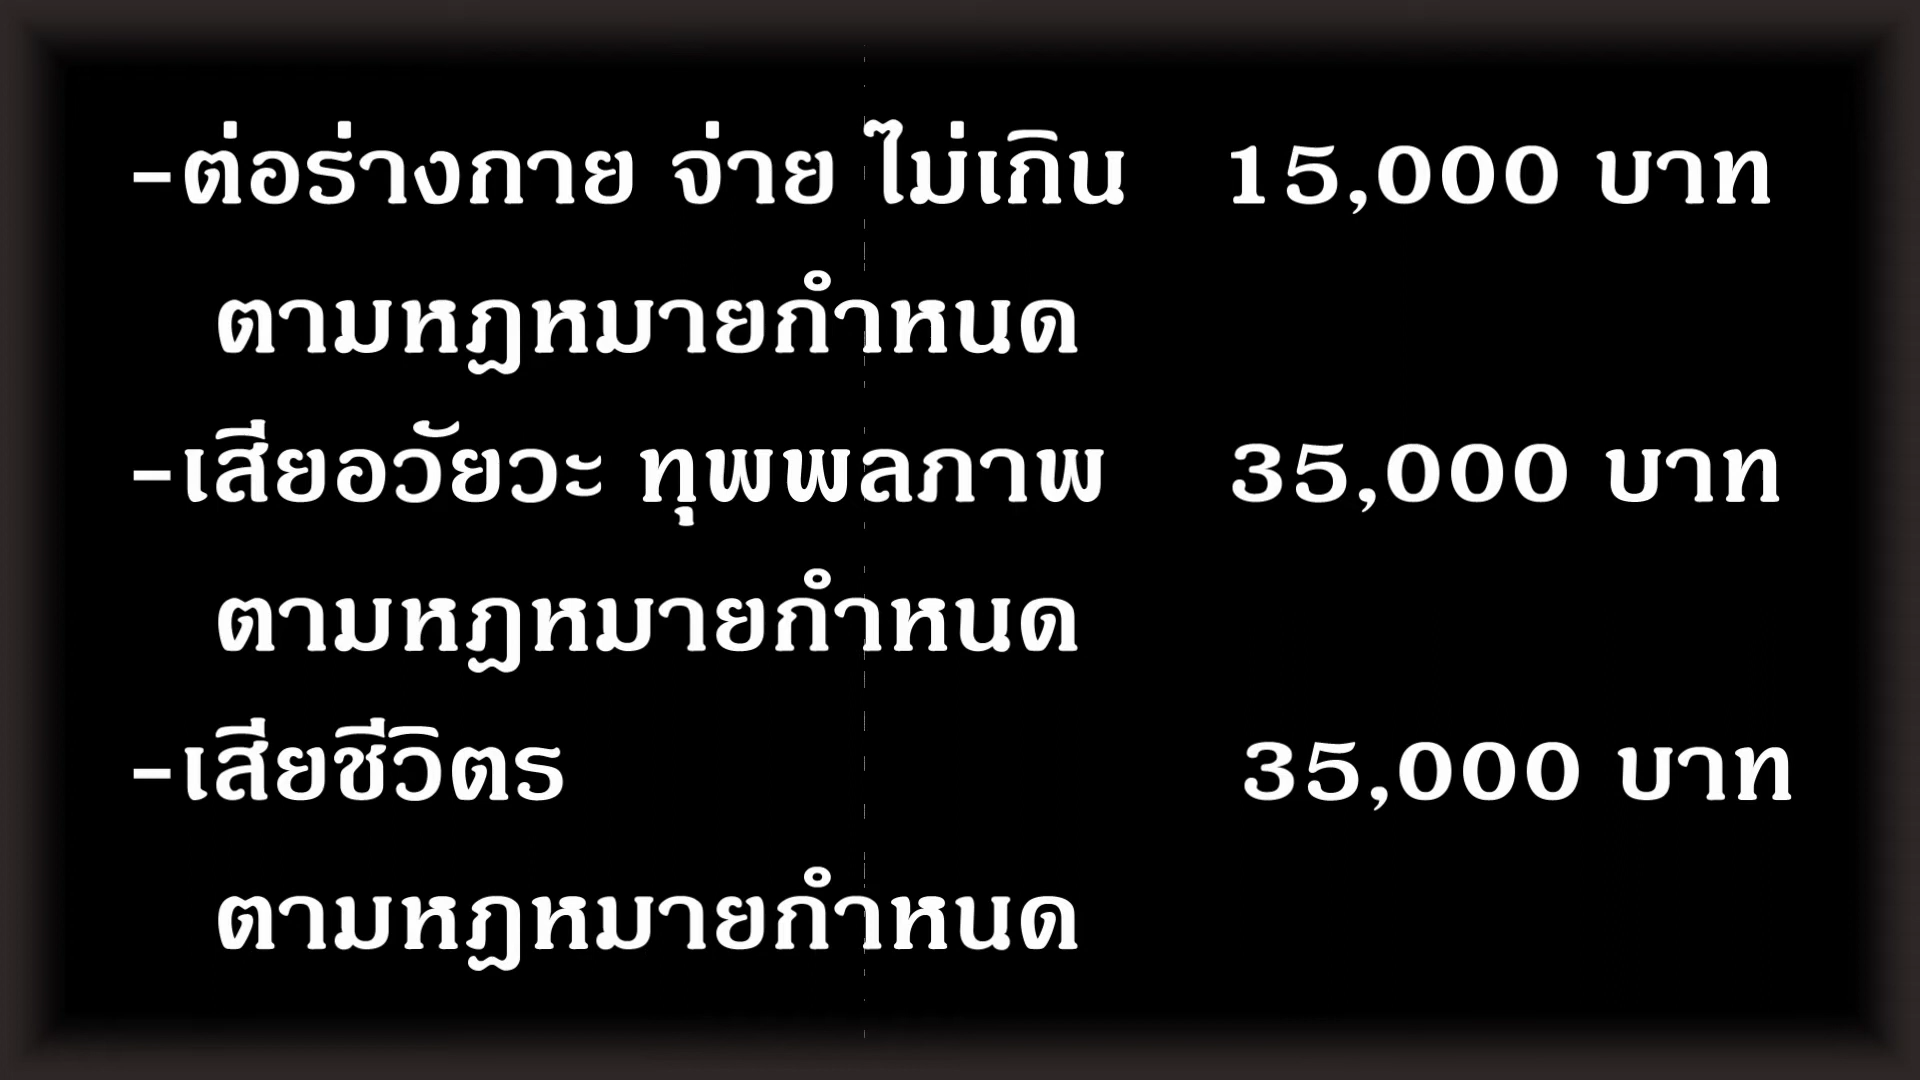 -ต่อร่างกาย จ่าย ไม่เกิน 15,000 บาท
ตามหฎหมายกำหนด
-เสียอวัยวะ ทุพพลภาพ 35,000 บาท
ตามหฎหมายกำหนด
-เสียชีวิตร 35,000 บาท
ตามหฎหมายกำหนด